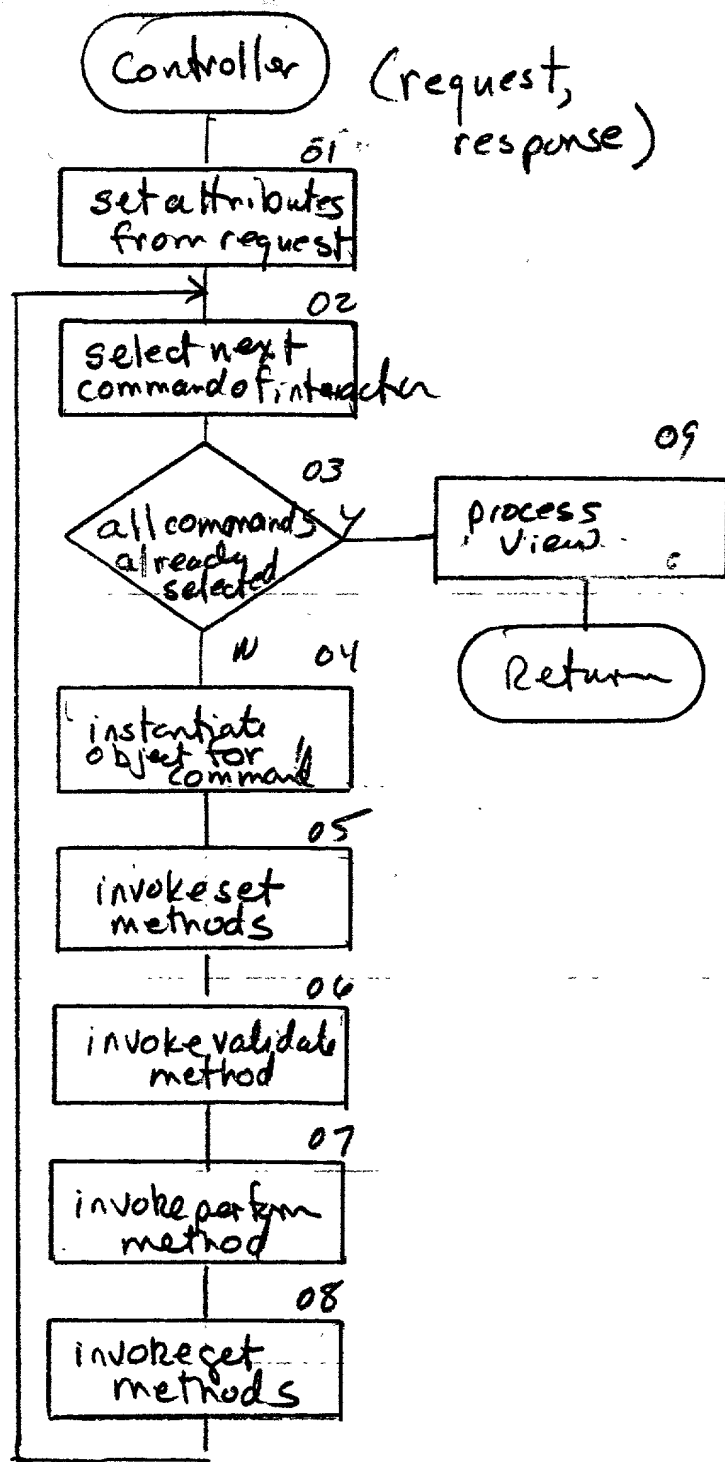 Controller
(request,
response)
01
set attributes
from request
02
select next
command of interaction
03
all commands
already
selected
Y
09
process
view
Return
N
04
instantiate
object for
command
05
invoke set
methods
06
invoke validate
method
07
invoke perform
method
08
invoke get
methods